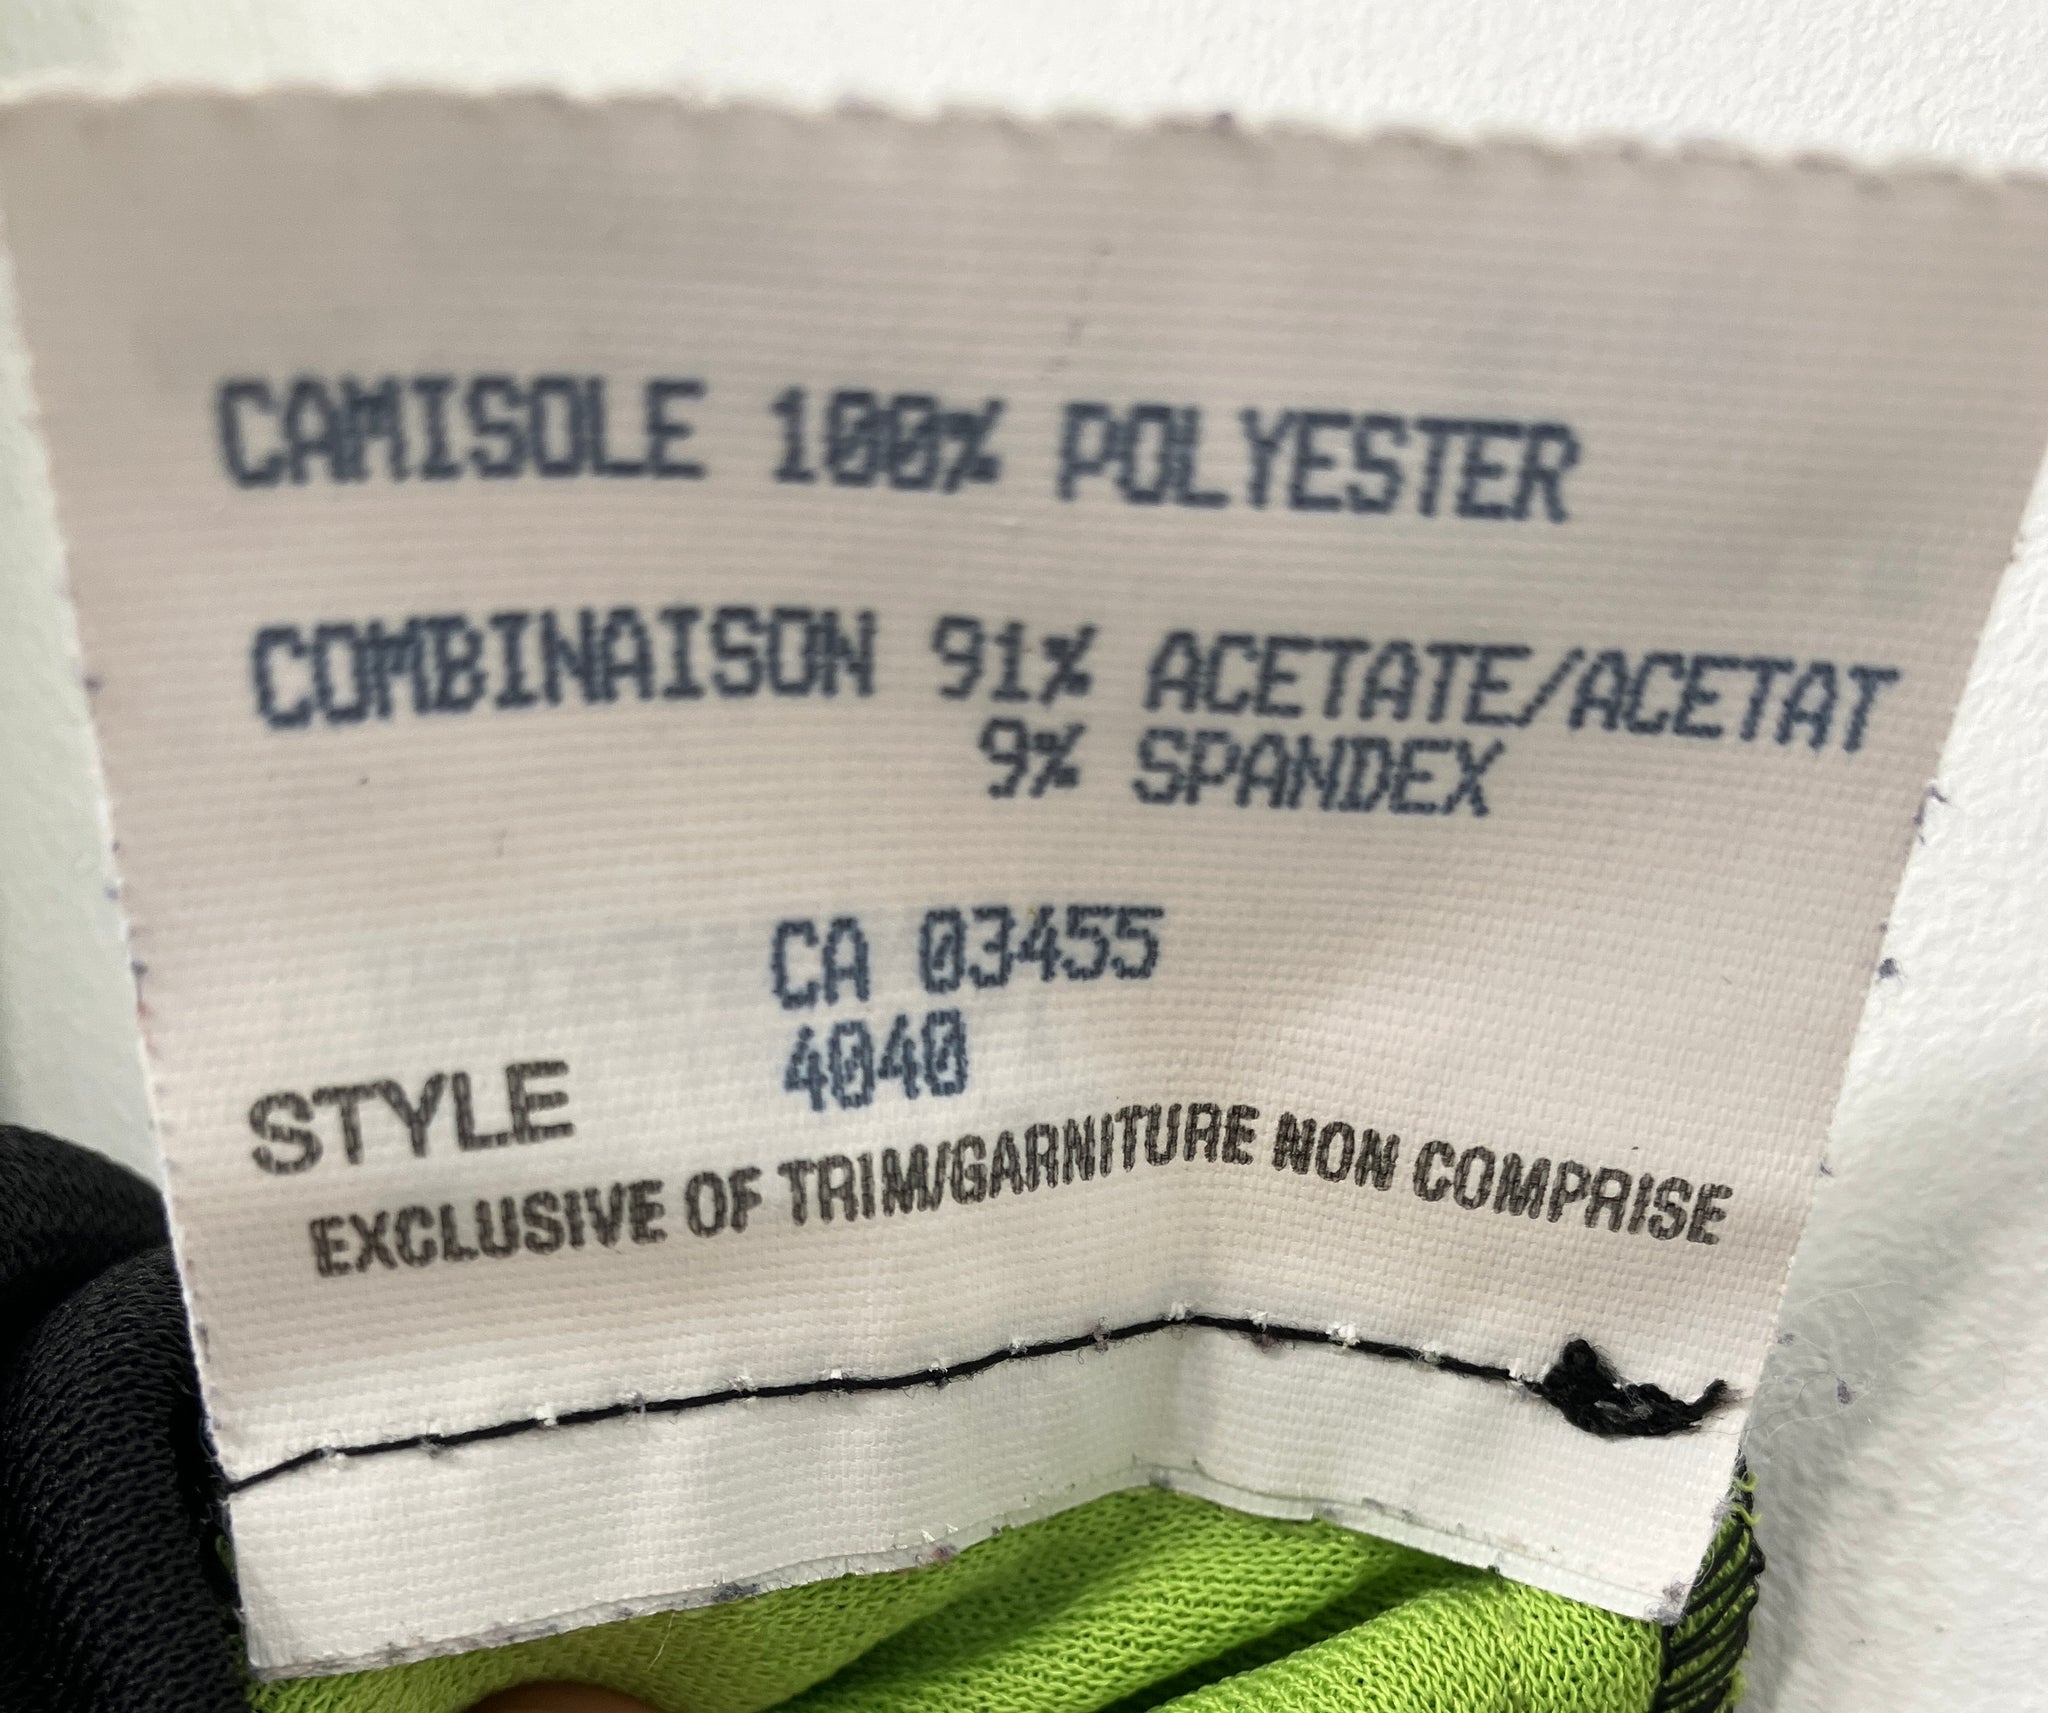 CAMISOLE 100% POLYESTER
COMBINAISON 91% ACETATE/ACETAT
9% SPANDEX
CA 03455
STYLE 4040
EXCLUSIVE OF TRIM/GARNITURE NON COMPRISE